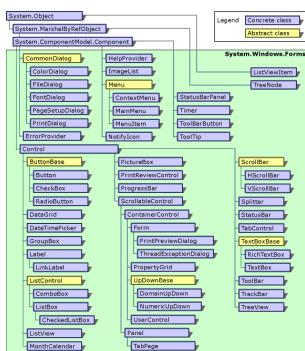 System.Object
System.MarshalByRefObject
System.ComponentModel.Component
Legend
Concrete class
Abstract class
System.Windows.Forms
CommonDialog
ColorDialog
FileDialog
FontDialog
PageSetupDialog
PrintDialog
ErrorProvider
HelpProvider
ImageList
Menu
ContextMenu
MainMenu
MenuItem
NotifyIcon
StatusBarPanel
Timer
ToolBarButton
ToolTip
ListViewItem
TreeNode
Control
ButtonBase
Button
CheckBox
RadioButton
DataGrid
DateTimePicker
GroupBox
Label
LinkLabel
ListControl
ComboBox
ListBox
CheckedListBox
ListView
MonthCalendar
PictureBox
PrintReviewControl
ProgressBar
ScrollableControl
ContainerControl
Form
PrintPreviewDialog
ThreadExceptionDialog
PropertyGrid
UpDownBase
DomainUpDown
NumericUpDown
UserControl
Panel
TabPage
ScrollBar
HScrollBar
VScrollBar
Splitter
StatusBar
TabControl
TextBoxBase
RichTextBox
TextBox
ToolBar
TrackBar
TreeView